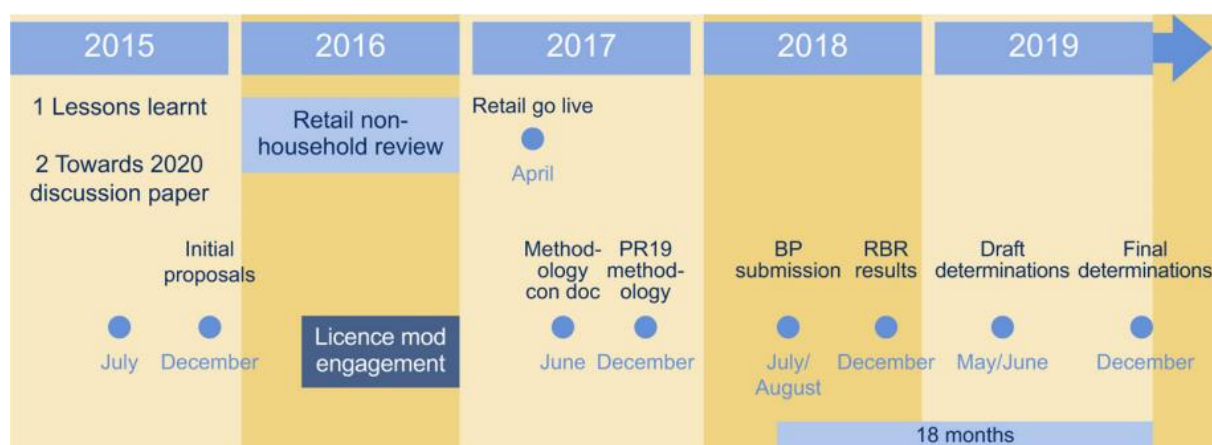 2015
2016
2017
2018
2019
1 Lessons learnt
2 Towards 2020
discussion paper
Retail non-
household review
Retail go live
April
Initial
proposals
July
December
Licence mod
engagement
Method-
ology
con doc
June
PR19
method-
ology
December
BP
submission
July/
August
RBR
results
December
Draft
determinations
May/June
Final
determinations
December
18 months